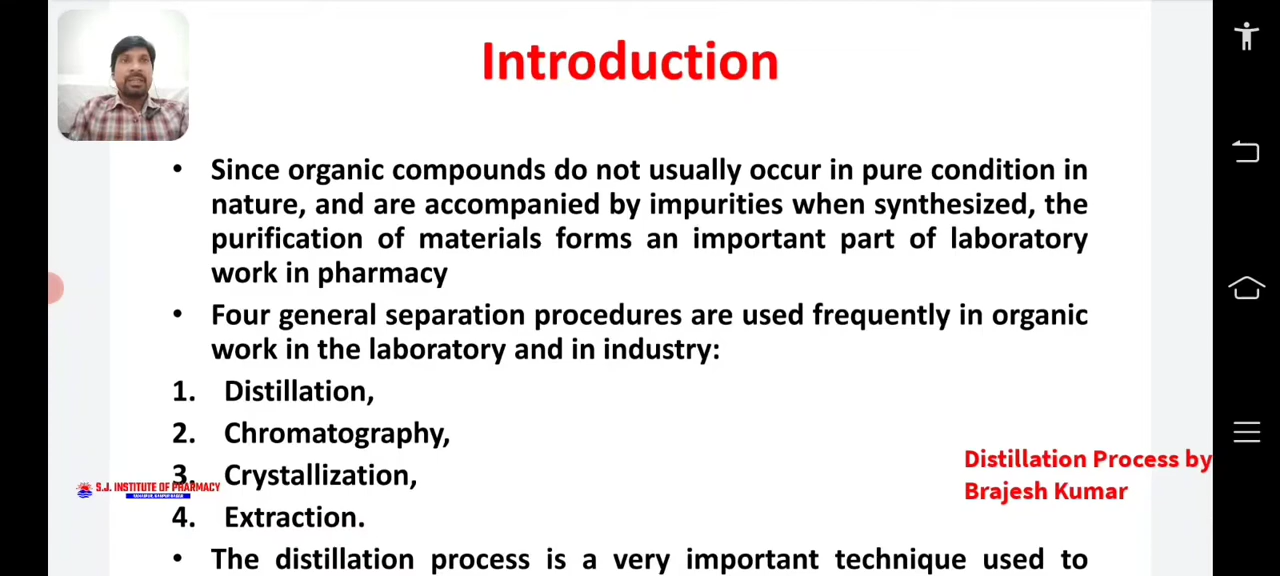 Introduction
• Since organic compounds do not usually occur in pure condition in
nature, and are accompanied by impurities when synthesized, the
purification of materials forms an important part of laboratory
work in pharmacy
• Four general separation procedures are used frequently in organic
work in the laboratory and in industry:
1. Distillation,
2. Chromatography,
3. Crystallization,
4. Extraction.
• The distillation process is a very important technique used to
S.J. INSTITUTE OF PHARMACY
Distillation Process by
Brajesh Kumar